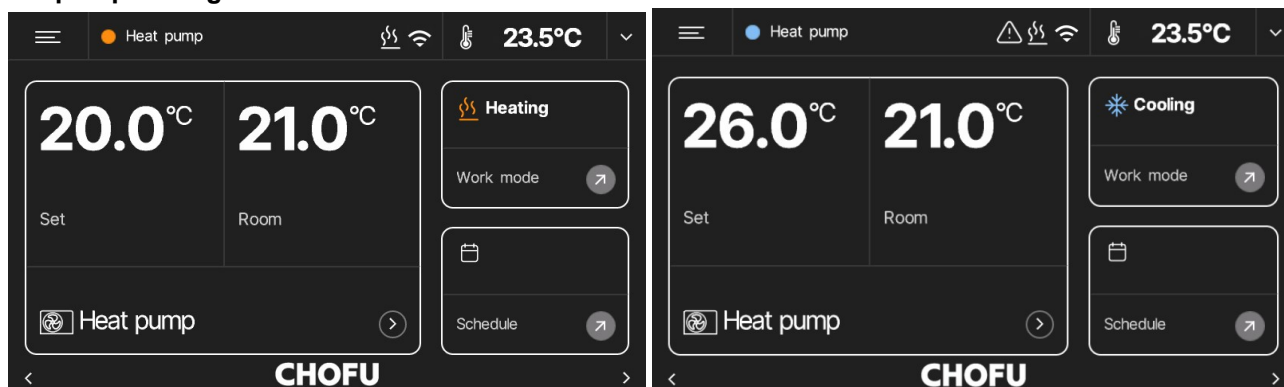 Heat pump
23.5°C
20.0°C
21.0°C
Set
Room
Heat pump
Heating
Work mode
Schedule
CHOFU
Heat pump
23.5°C
26.0°C
21.0°C
Set
Room
Heat pump
Cooling
Work mode
Schedule
CHOFU